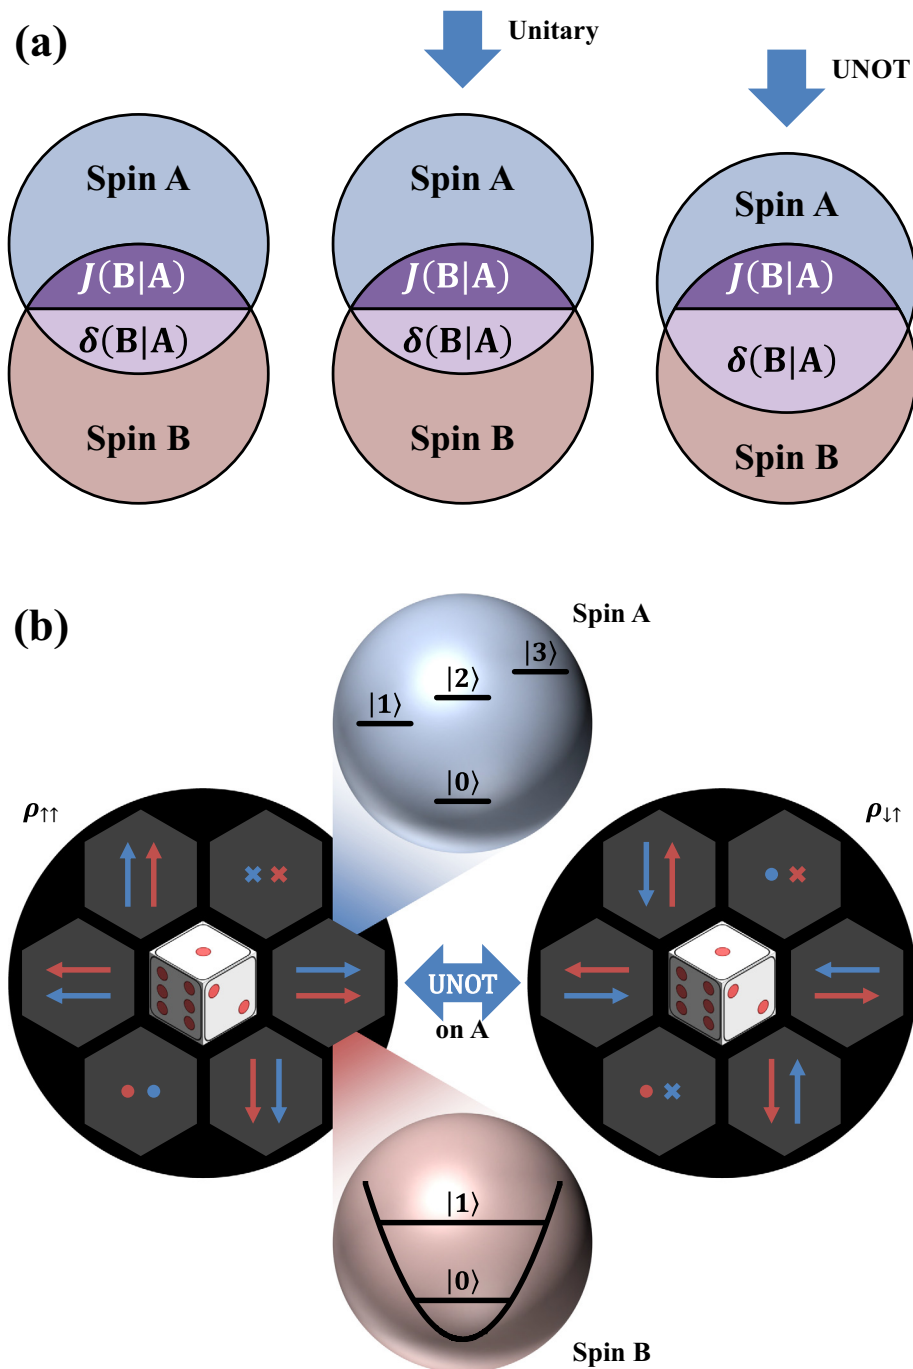 (a)
Unitary
UNOT
Spin A
J(B|A)
δ(B|A)
Spin B
Spin A
J(B|A)
δ(B|A)
Spin B
Spin A
J(B|A)
δ(B|A)
Spin B
(b)
Spin A
|3⟩
|2⟩
|1⟩
|0⟩
ρ↑↑
ρ↓↑
UNOT
on A
|1⟩
|0⟩
Spin B